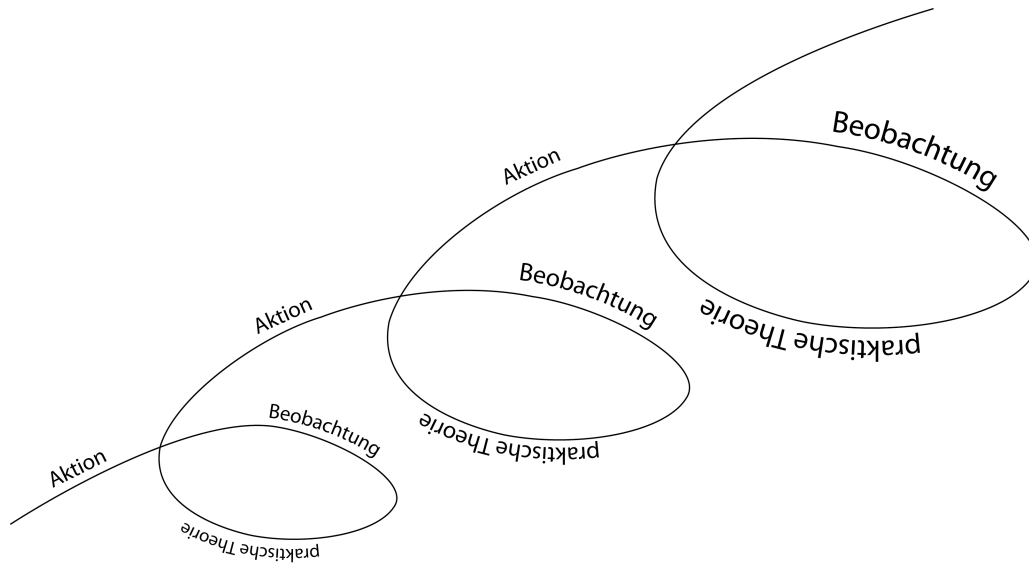 Aktion
Beobachtung
praktische Theorie
Aktion
Beobachtung
praktische Theorie
Aktion
Beobachtung
praktische Theorie